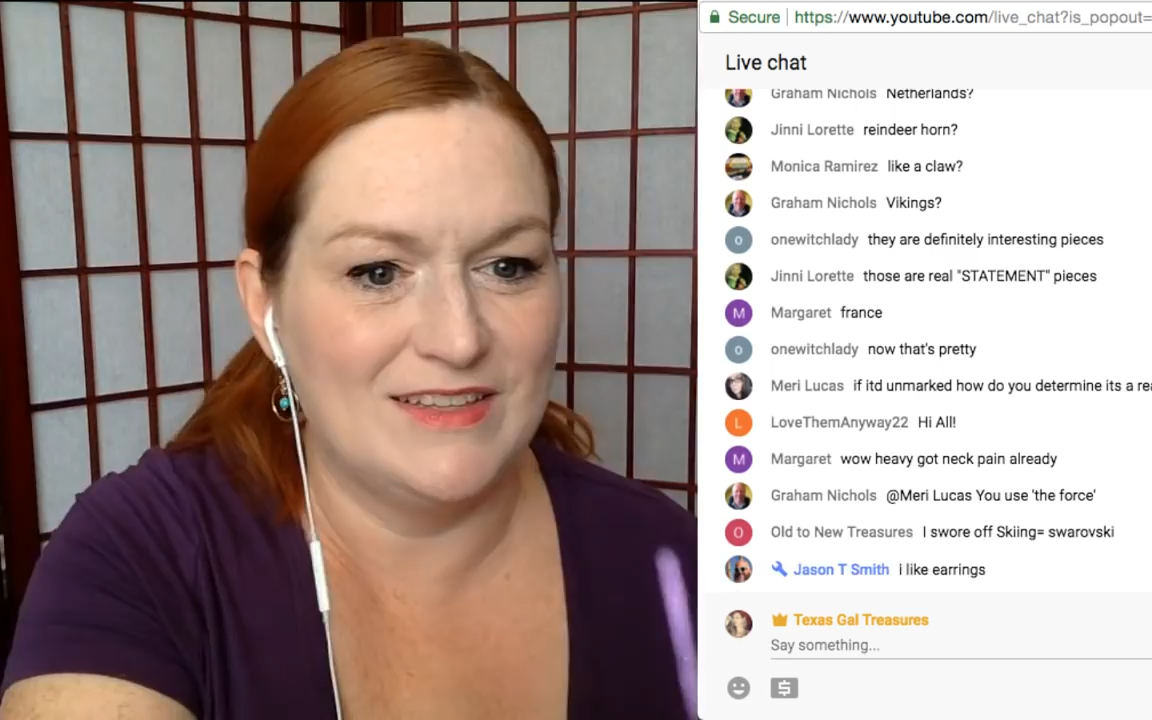 Secure https://www.youtube.com/live_chat?is_popout=
Live chat
Graham Nichols Netherlands?
Jinni Lorette reindeer horn?
Monica Ramirez like a claw?
Graham Nichols Vikings?
o onewitchlady they are definitely interesting pieces
Jinni Lorette those are real "STATEMENT" pieces
M Margaret france
o onewitchlady now that's pretty
Meri Lucas if itd unmarked how do you determine its a rea
L LoveThemAnyway22 Hi All!
M Margaret wow heavy got neck pain already
Graham Nichols @Meri Lucas You use 'the force'
O Old to New Treasures I swore off Skiing= swarovski
Jason T Smith i like earrings
Texas Gal Treasures
Say something...
$